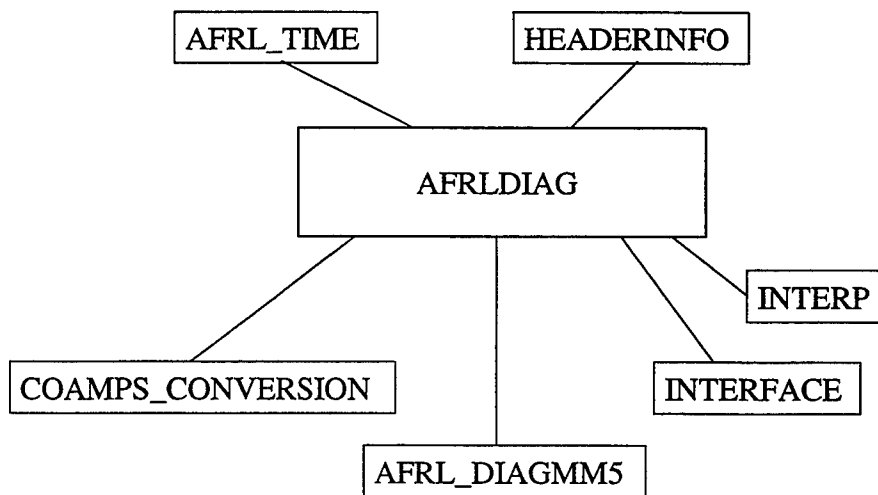 AFRL_TIME
HEADERINFO
AFRLDIAG
INTERP
COAMPS_CONVERSION
INTERFACE
AFRL_DIAGMM5